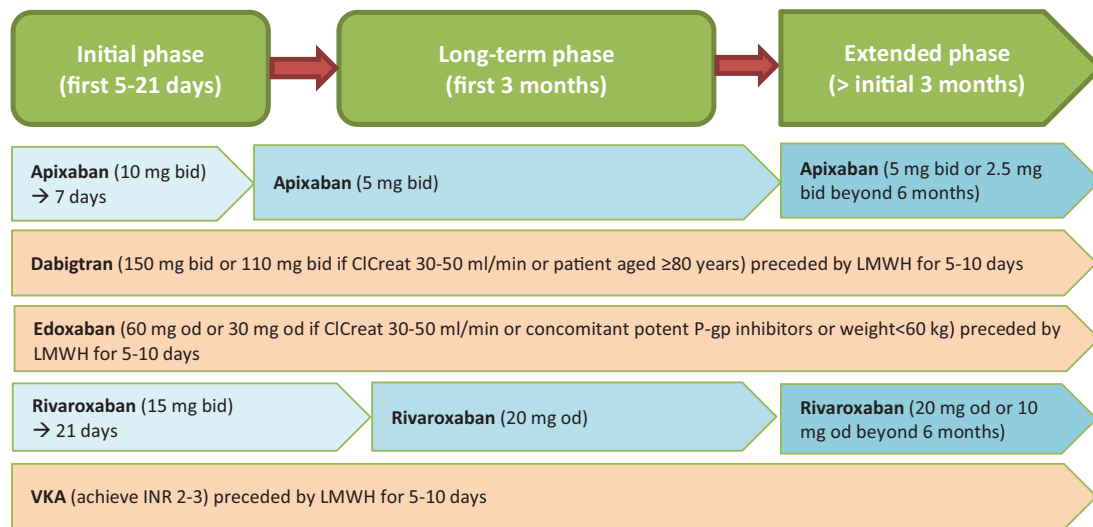 Initial phase
(first 5-21 days)
Long-term phase
(first 3 months)
Extended phase
(> initial 3 months)
Apixaban (10 mg bid)
→ 7 days
Apixaban (5 mg bid)
Apixaban (5 mg bid or 2.5 mg
bid beyond 6 months)
Dabigtran (150 mg bid or 110 mg bid if ClCreat 30-50 ml/min or patient aged ≥80 years) preceded by LMWH for 5-10 days
Edoxaban (60 mg od or 30 mg od if ClCreat 30-50 ml/min or concomitant potent P-gp inhibitors or weight<60 kg) preceded by
LMWH for 5-10 days
Rivaroxaban (15 mg bid)
→ 21 days
Rivaroxaban (20 mg od)
Rivaroxaban (20 mg od or 10
mg od beyond 6 months)
VKA (achieve INR 2-3) preceded by LMWH for 5-10 days